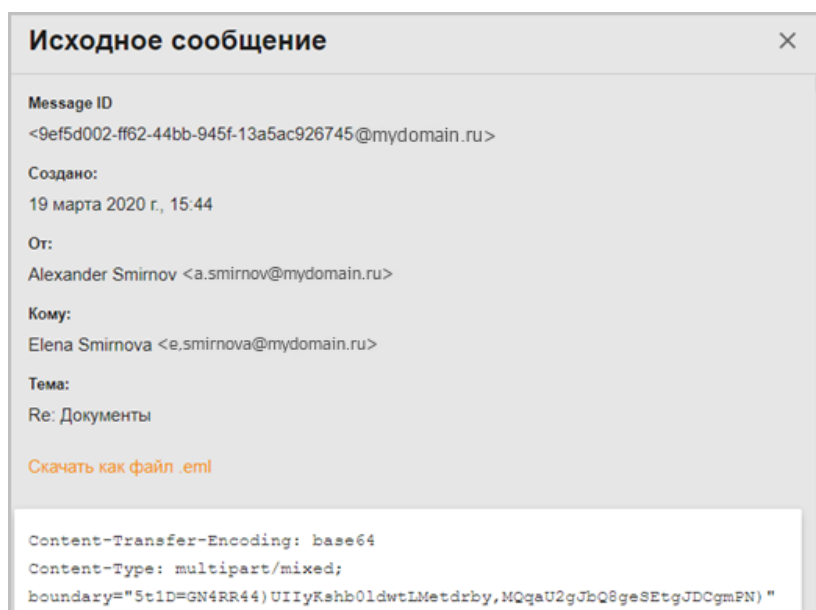 Исходное сообщение
Message ID
<9ef5d002-ff62-44bb-945f-13a5ac926745@mydomain.ru>
Создано:
19 марта 2020 г., 15:44
От:
Alexander Smirnov <a.smirnov@mydomain.ru>
Кому:
Elena Smirnova <e,smirnova@mydomain.ru>
Тема:
Re: Документы
Скачать как файл .eml
Content-Transfer-Encoding: base64
Content-Type: multipart/mixed;
boundary="5t1D=GN4RR44)UIIyKshb0ldwtLMetdrby,MQqaU2gJbQ8geSEtgJDCgmPN)"